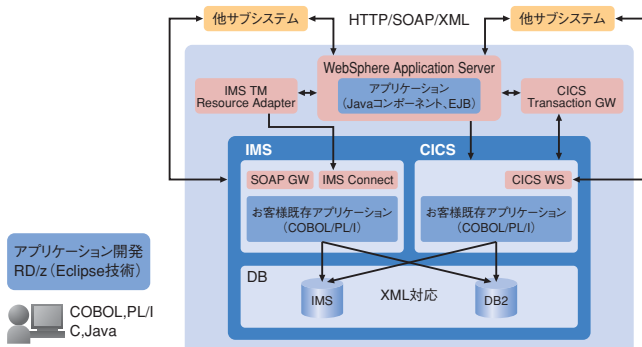 他サブシステム
HTTP/SOAP/XML
他サブシステム
WebSphere Application Server
アプリケーション
(Javaコンポーネント、EJB)
IMS TM
Resource Adapter
CICS
Transaction GW
IMS
CICS
SOAP GW
IMS Connect
CICS WS
お客様既存アプリケーション
(COBOL/PL/I)
お客様既存アプリケーション
(COBOL/PL/I)
DB
IMS
XML対応
DB2
アプリケーション開発
RD/z(Eclipse技術)
COBOL,PL/I
C,Java